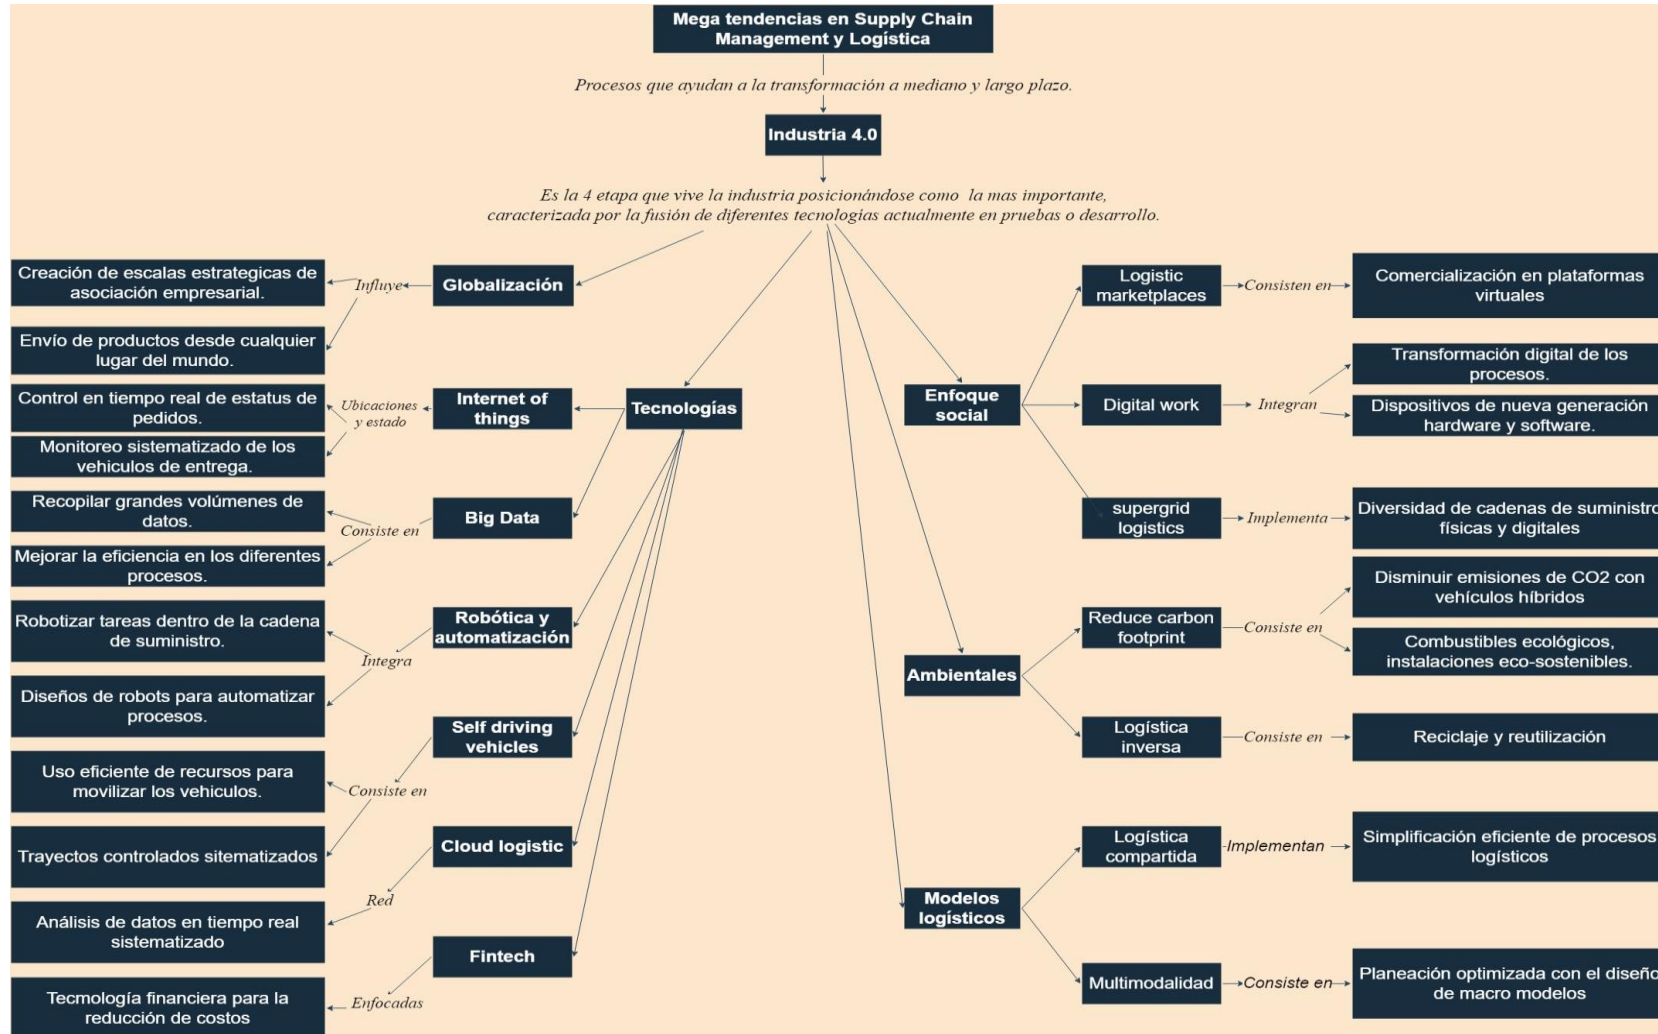 Mega tendencias en Supply Chain
Management y Logística
Procesos que ayudan a la transformación a mediano y largo plazo.
Industria 4.0
Es la 4 etapa que vive la industria posicionándose como la mas importante,
caracterizada por la fusión de diferentes tecnologías actualmente en pruebas o desarrollo.
Globalización
Influye
Creación de escalas estrategicas de
asociación empresarial.
Envío de productos desde cualquier
lugar del mundo.
Tecnologías
Internet of
things
Ubicaciones
y estado
Control en tiempo real de estatus de
pedidos.
Monitoreo sistematizado de los
vehiculos de entrega.
Big Data
Consiste en
Recopilar grandes volúmenes de
datos.
Mejorar la eficiencia en los diferentes
procesos.
Robótica y
automatización
Integra
Robotizar tareas dentro de la cadena
de suministro.
Diseños de robots para automatizar
procesos.
Self driving
vehicles
Consiste en
Uso eficiente de recursos para
movilizar los vehiculos.
Trayectos controlados sitematizados
Cloud logistic
Red
Análisis de datos en tiempo real
sistematizado
Fintech
Enfocadas
Tecmología financiera para la
reducción de costos
Enfoque
social
Logistic
marketplaces
Consisten en
Comercialización en plataformas
virtuales
Digital work
Integran
Transformación digital de los
procesos.
Dispositivos de nueva generación
hardware y software.
supergrid
logistics
Implementa
Diversidad de cadenas de suministro
físicas y digitales
Ambientales
Reduce carbon
footprint
Consiste en
Disminuir emisiones de CO2 con
vehículos híbridos
Combustibles ecológicos,
instalaciones eco-sostenibles.
Logística
inversa
Consiste en
Reciclaje y reutilización
Modelos
logísticos
Logística
compartida
Implementan
Simplificación eficiente de procesos
logísticos
Multimodalidad
Consiste en
Planeación optimizada con el diseño
de macro modelos